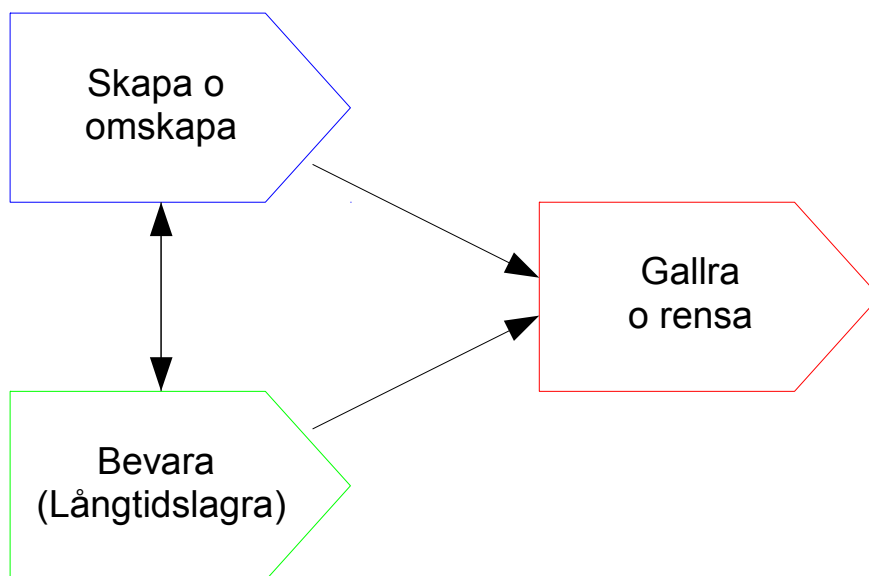 Skapa o
omskapa
Gallra
o rensa
Bevara
(Långtidslagra)